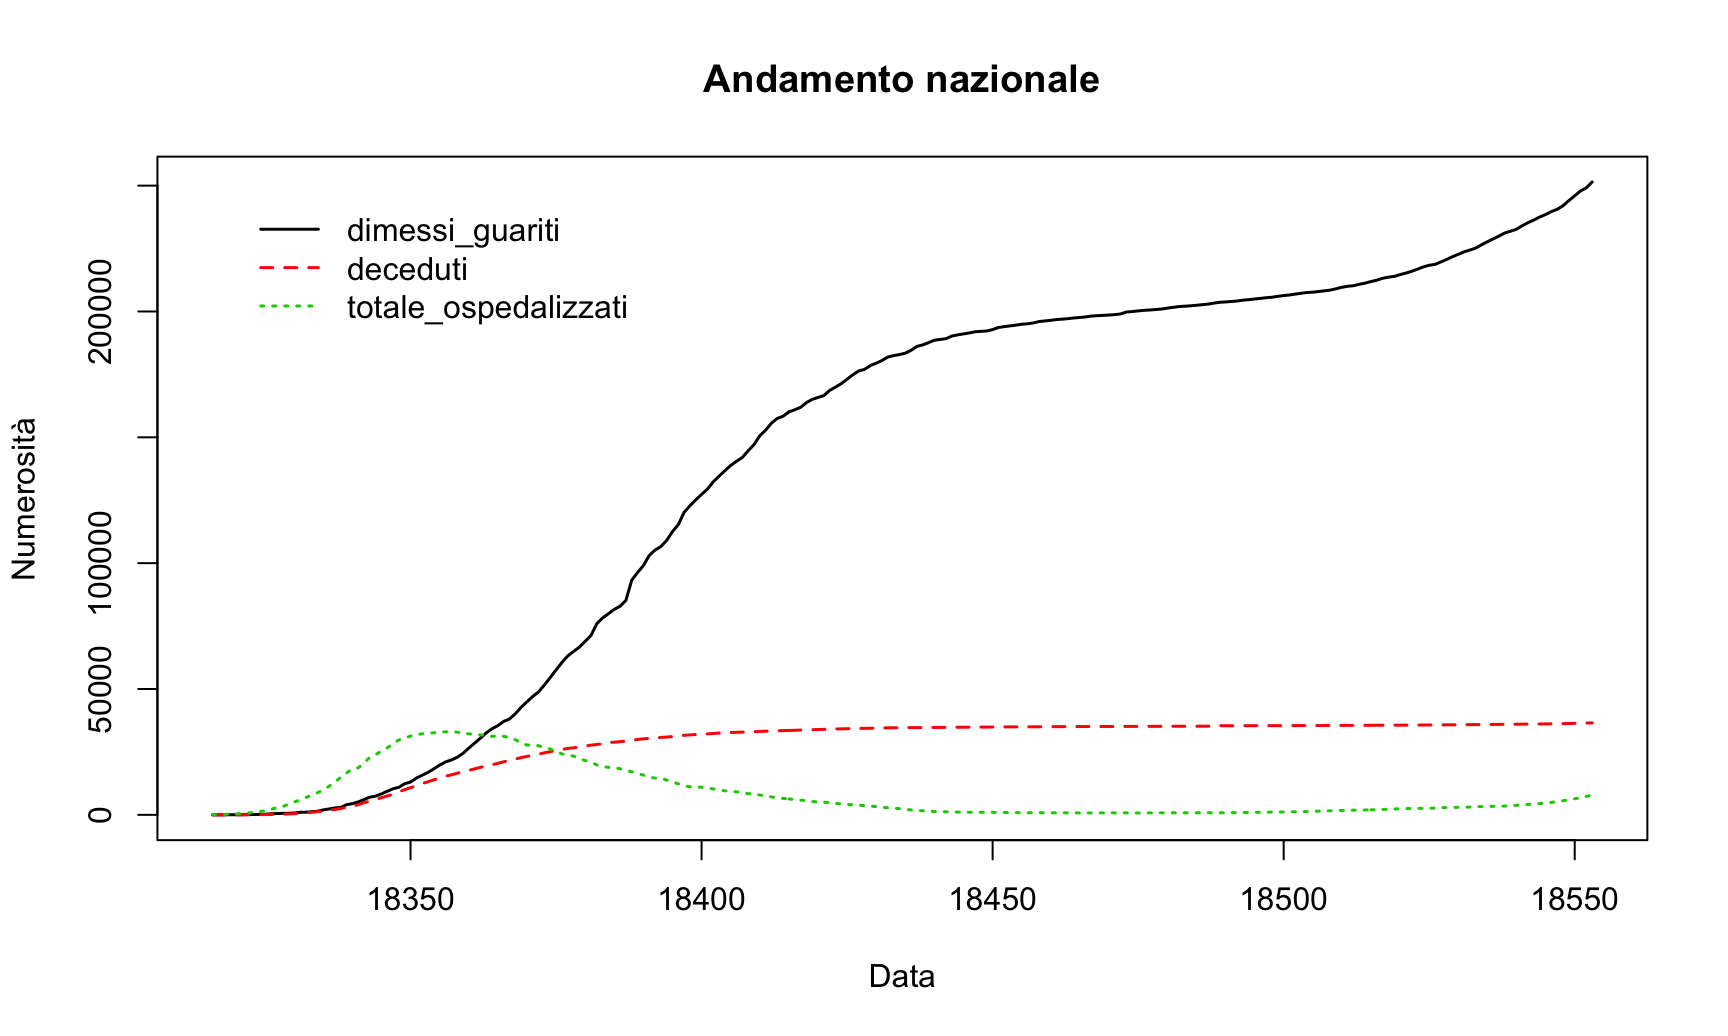 Andamento nazionale
dimessi_guariti
deceduti
totale_ospedalizzati
Numerosità
200000
100000
50000
0
18350
18400
18450
18500
18550
Data